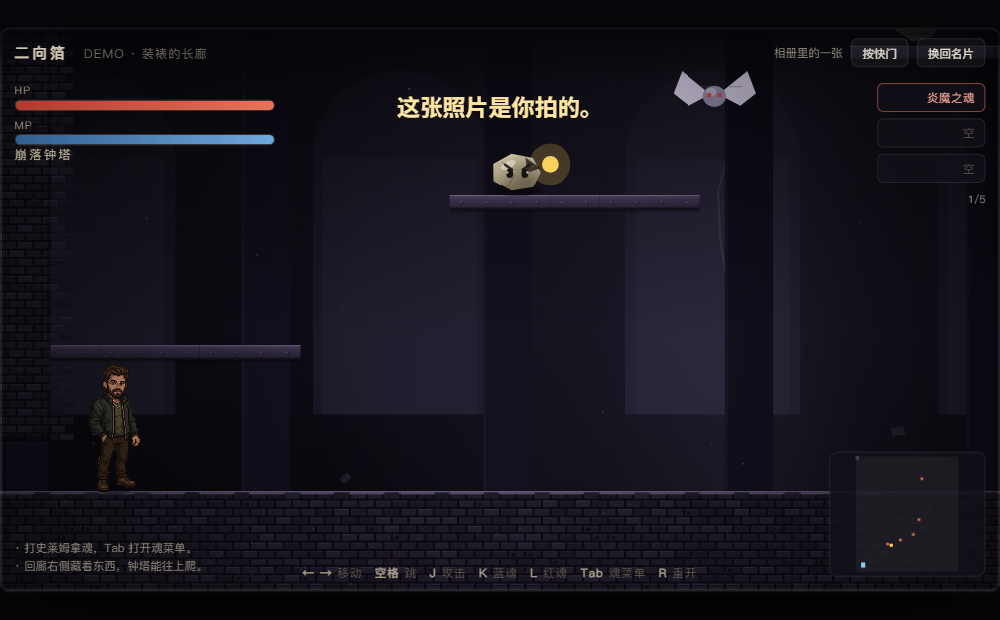 二向箔 DEMO · 装裱的长廊
相册里的一张 按快门 换回名片
HP
MP
崩落钟塔
这张照片是你拍的。
炎魔之魂
空
空
1/5
· 打史莱姆拿魂，Tab 打开魂菜单。
· 回廊右侧藏着东西，钟塔能往上爬。
← → 移动 空格 跳 J 攻击 K 蓝魂 L 红魂 Tab 魂菜单 R 重开